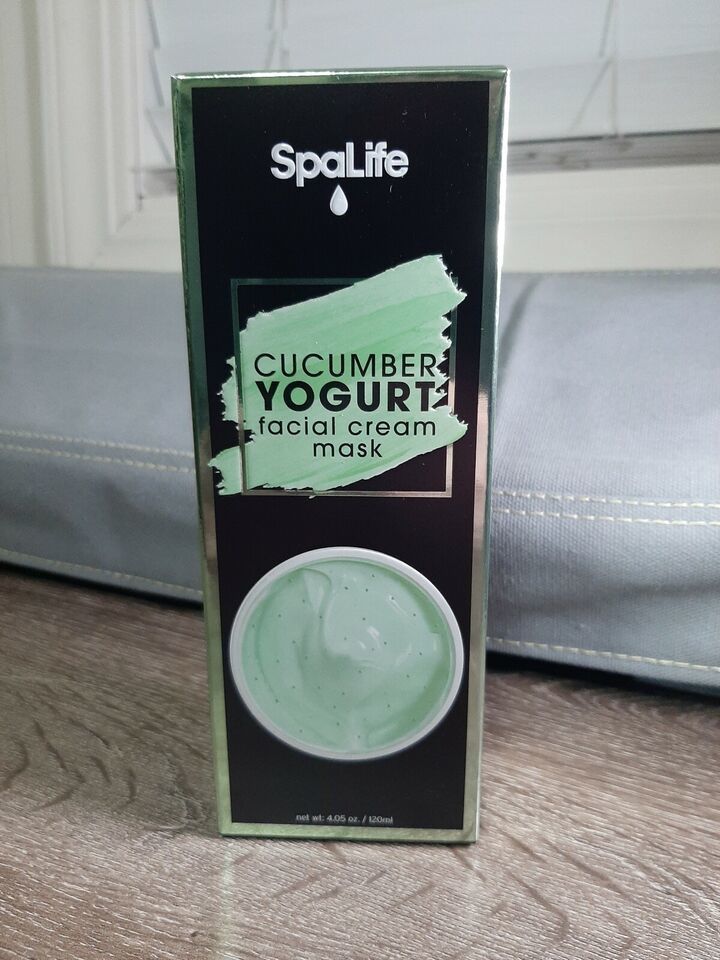 SpaLife
CUCUMBER
YOGURT
facial cream
mask
net wt: 4.05 oz. / 120ml